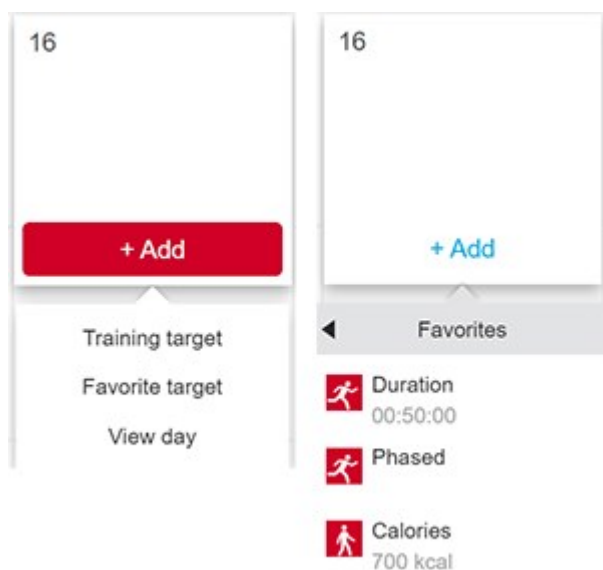 16
+ Add
Training target
Favorite target
View day
16
+ Add
Favorites
Duration
00:50:00
Phased
Calories
700 kcal